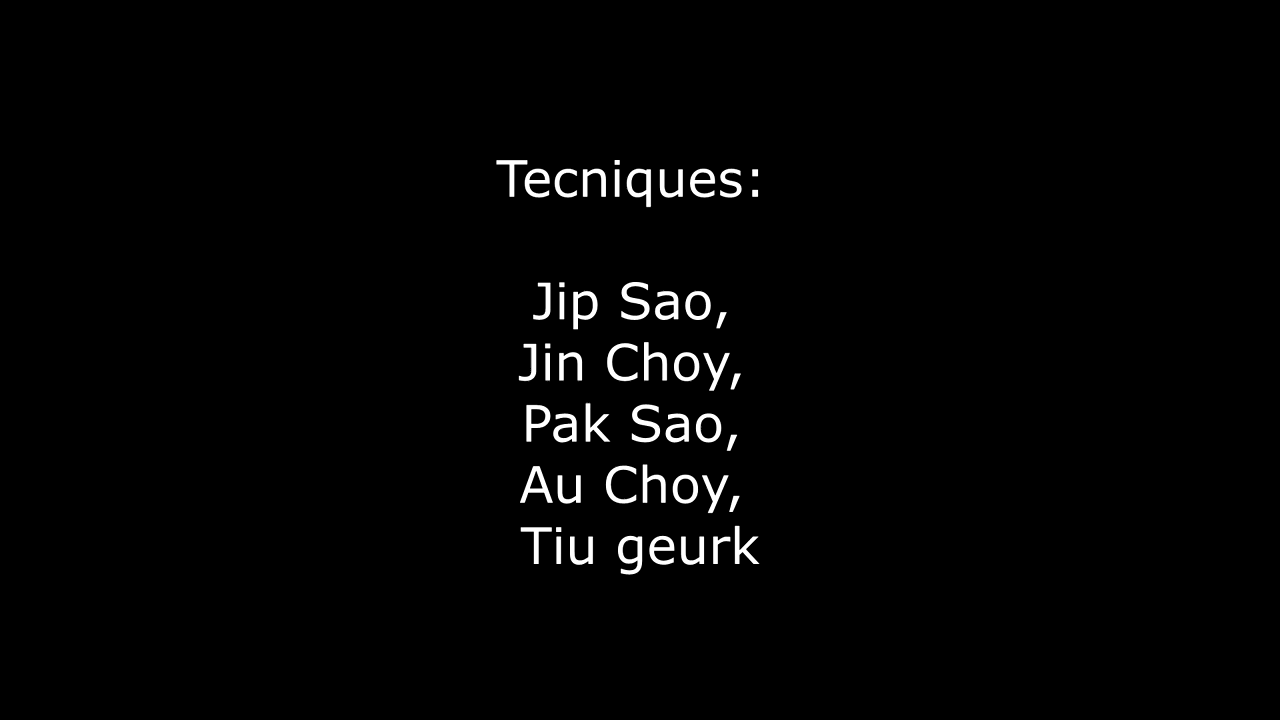 Tecniques:
Jip Sao,
Jin Choy,
Pak Sao,
Au Choy,
Tiu geurk